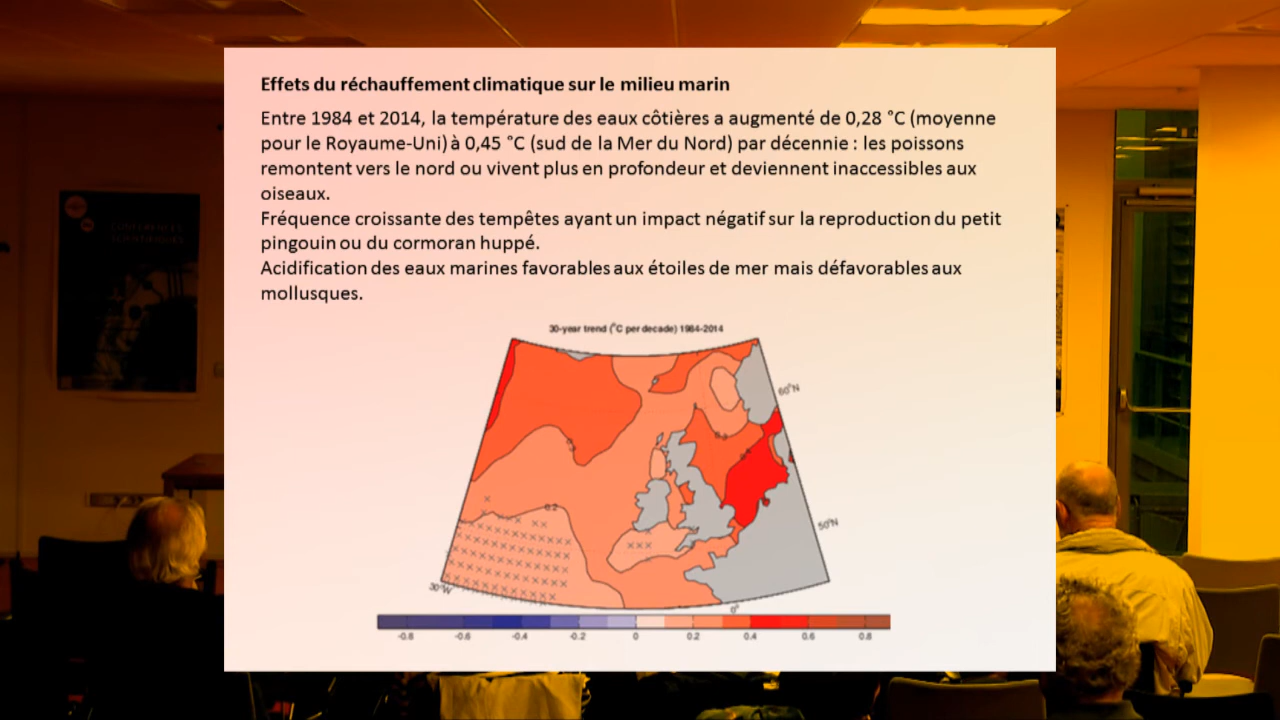 Effets du réchauffement climatique sur le milieu marin
Entre 1984 et 2014, la température des eaux côtières a augmenté de 0,28 °C (moyenne
pour le Royaume-Uni) à 0,45 °C (sud de la Mer du Nord) par décennie : les poissons
remontent vers le nord ou vivent plus en profondeur et deviennent inaccessibles aux
oiseaux.
Fréquence croissante des tempêtes ayant un impact négatif sur la reproduction du petit
pingouin ou du cormoran huppé.
Acidification des eaux marines favorables aux étoiles de mer mais défavorables aux
mollusques.
30-year trend (°C per decade) 1984-2014
60°N
0.2
50°N
30°W
0°
-0.8 -0.6 -0.4 -0.2 0 0.2 0.4 0.6 0.8
CONFÉRENCES
SCIENTIFIQUES